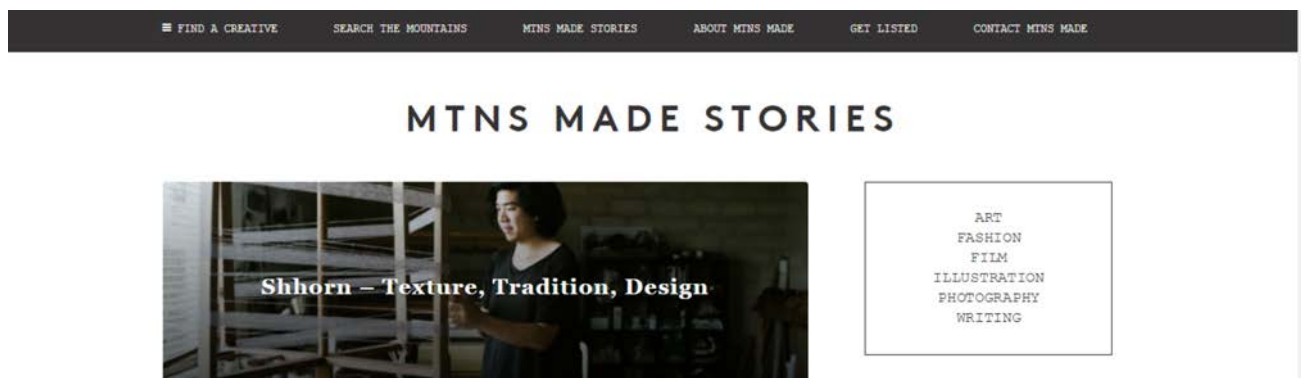 FIND A CREATIVE SEARCH THE MOUNTAINS MTNS MADE STORIES ABOUT MTNS MADE GET LISTED CONTACT MTNS MADE
MTNS MADE STORIES
Shhorn – Texture, Tradition, Design
ART
FASHION
FILM
ILLUSTRATION
PHOTOGRAPHY
WRITING